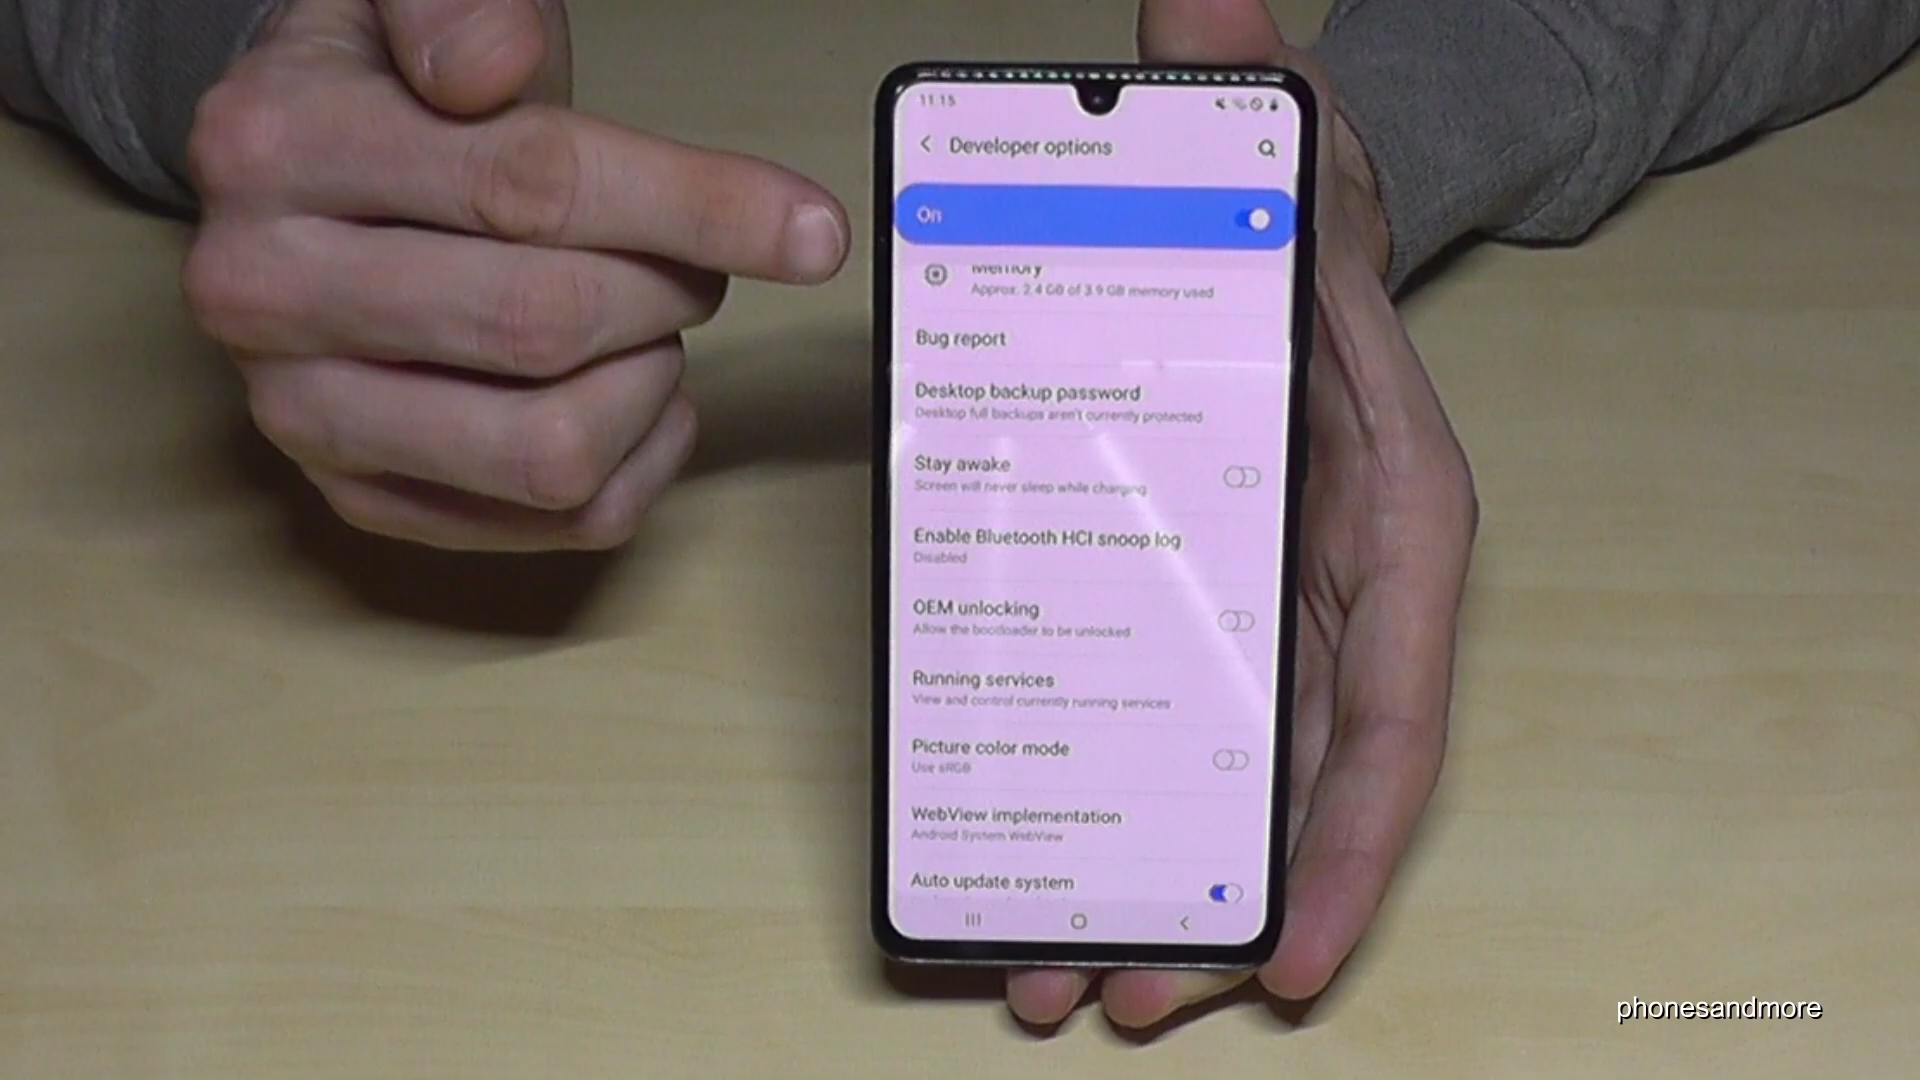 11:15
Developer options
On
Memory
Approx. 2.4 GB of 3.9 GB memory used
Bug report
Desktop backup password
Desktop full backups aren't currently protected
Stay awake
Screen will never sleep while charging
Enable Bluetooth HCI snoop log
Disabled
OEM unlocking
Allow the bootloader to be unlocked
Running services
View and control currently running services
Picture color mode
Use sRGB
WebView implementation
Android System WebView
Auto update system
phonesandmore